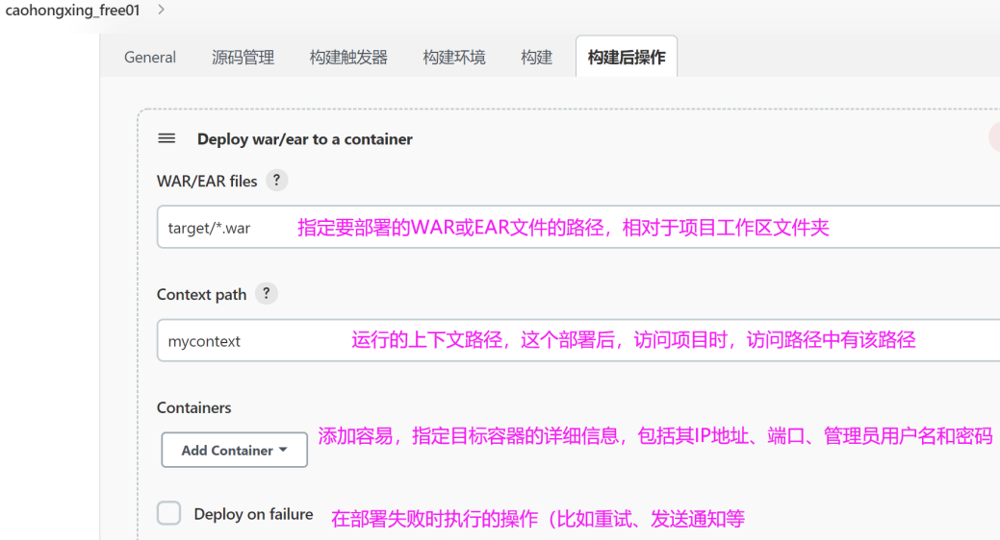 caohongxing_free01 >
General 源码管理 构建触发器 构建环境 构建 构建后操作
Deploy war/ear to a container
WAR/EAR files ?
target/*.war 指定要部署的WAR或EAR文件的路径，相对于项目工作区文件夹
Context path ?
mycontext 运行的上下文路径，这个部署后，访问项目时，访问路径中有该路径
Containers
Add Container 添加容易，指定目标容器的详细信息，包括其IP地址、端口、管理员用户名和密码
Deploy on failure 在部署失败时执行的操作（比如重试、发送通知等